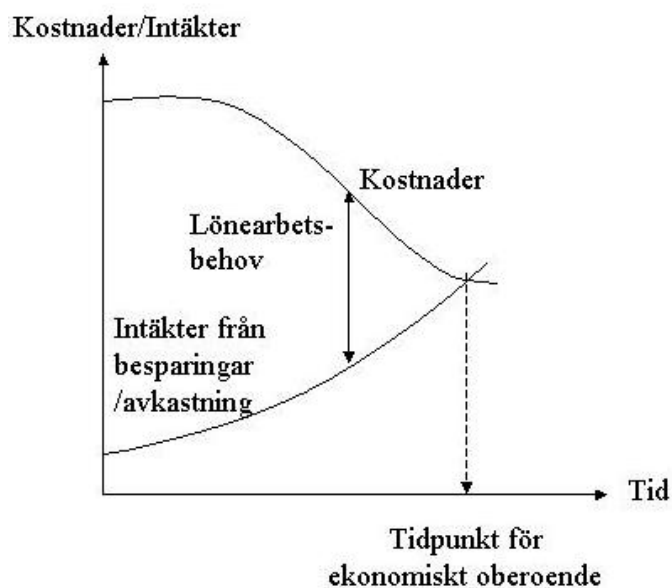 Kostnader/Intäkter
Kostnader
Lönearbets-
behov
Intäkter från
besparingar
/avkastning
Tid
Tidpunkt för
ekonomiskt oberoende